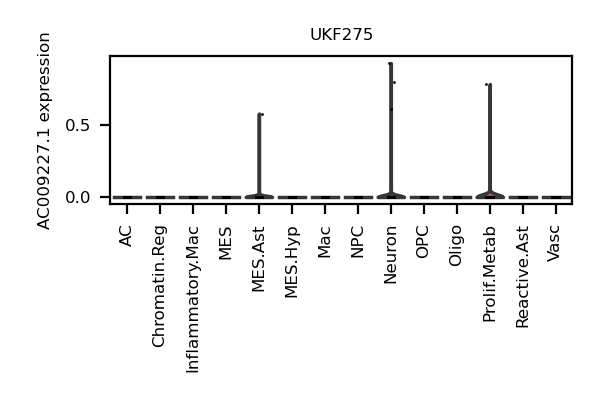 UKF275
AC009227.1 expression
0.5
0.0
AC
Chromatin.Reg
Inflammatory.Mac
MES
MES.Ast
MES.Hyp
Mac
NPC
Neuron
OPC
Oligo
Prolif.Metab
Reactive.Ast
Vasc